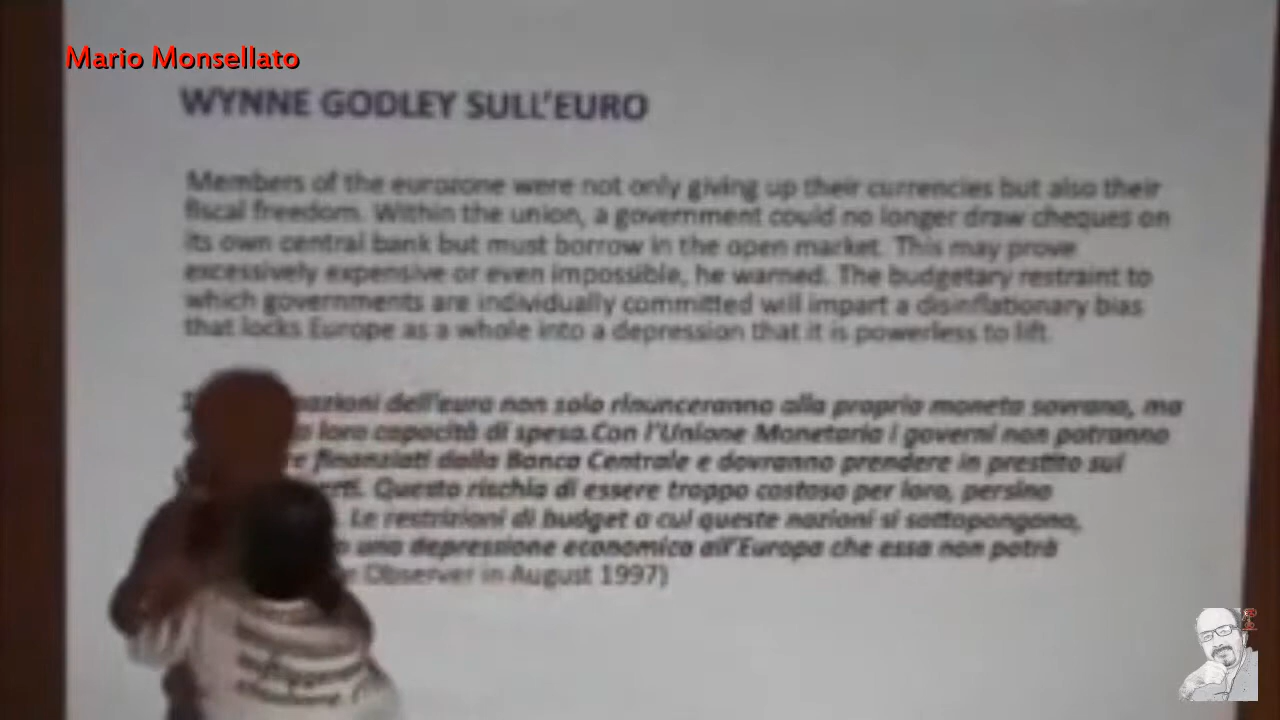 Mario Monsellato
WYNNE GODLEY SULL'EURO
Members of the eurozone were not only giving up their currencies but also their
fiscal freedom. Within the union, a government could no longer draw cheques on
its own central bank but must borrow in the open market. This may prove
excessively expensive or even impossible, he warned. The budgetary restraint to
which governments are individually committed will impart a disinflationary bias
that locks Europe as a whole into a depression that it is powerless to lift.
nazioni dell'euro non solo rinunceranno alla propria moneta sovrana, ma
loro capacità di spesa.Con l'Unione Monetaria i governi non potranno
finanziati dalla Banca Centrale e dovranno prendere in prestito sui
Questo rischia di essere troppo costoso per loro, persino
Le restrizioni di budget a cui queste nazioni si sottopongono,
una depressione economica all'Europa che essa non potrà
Observer in August 1997)